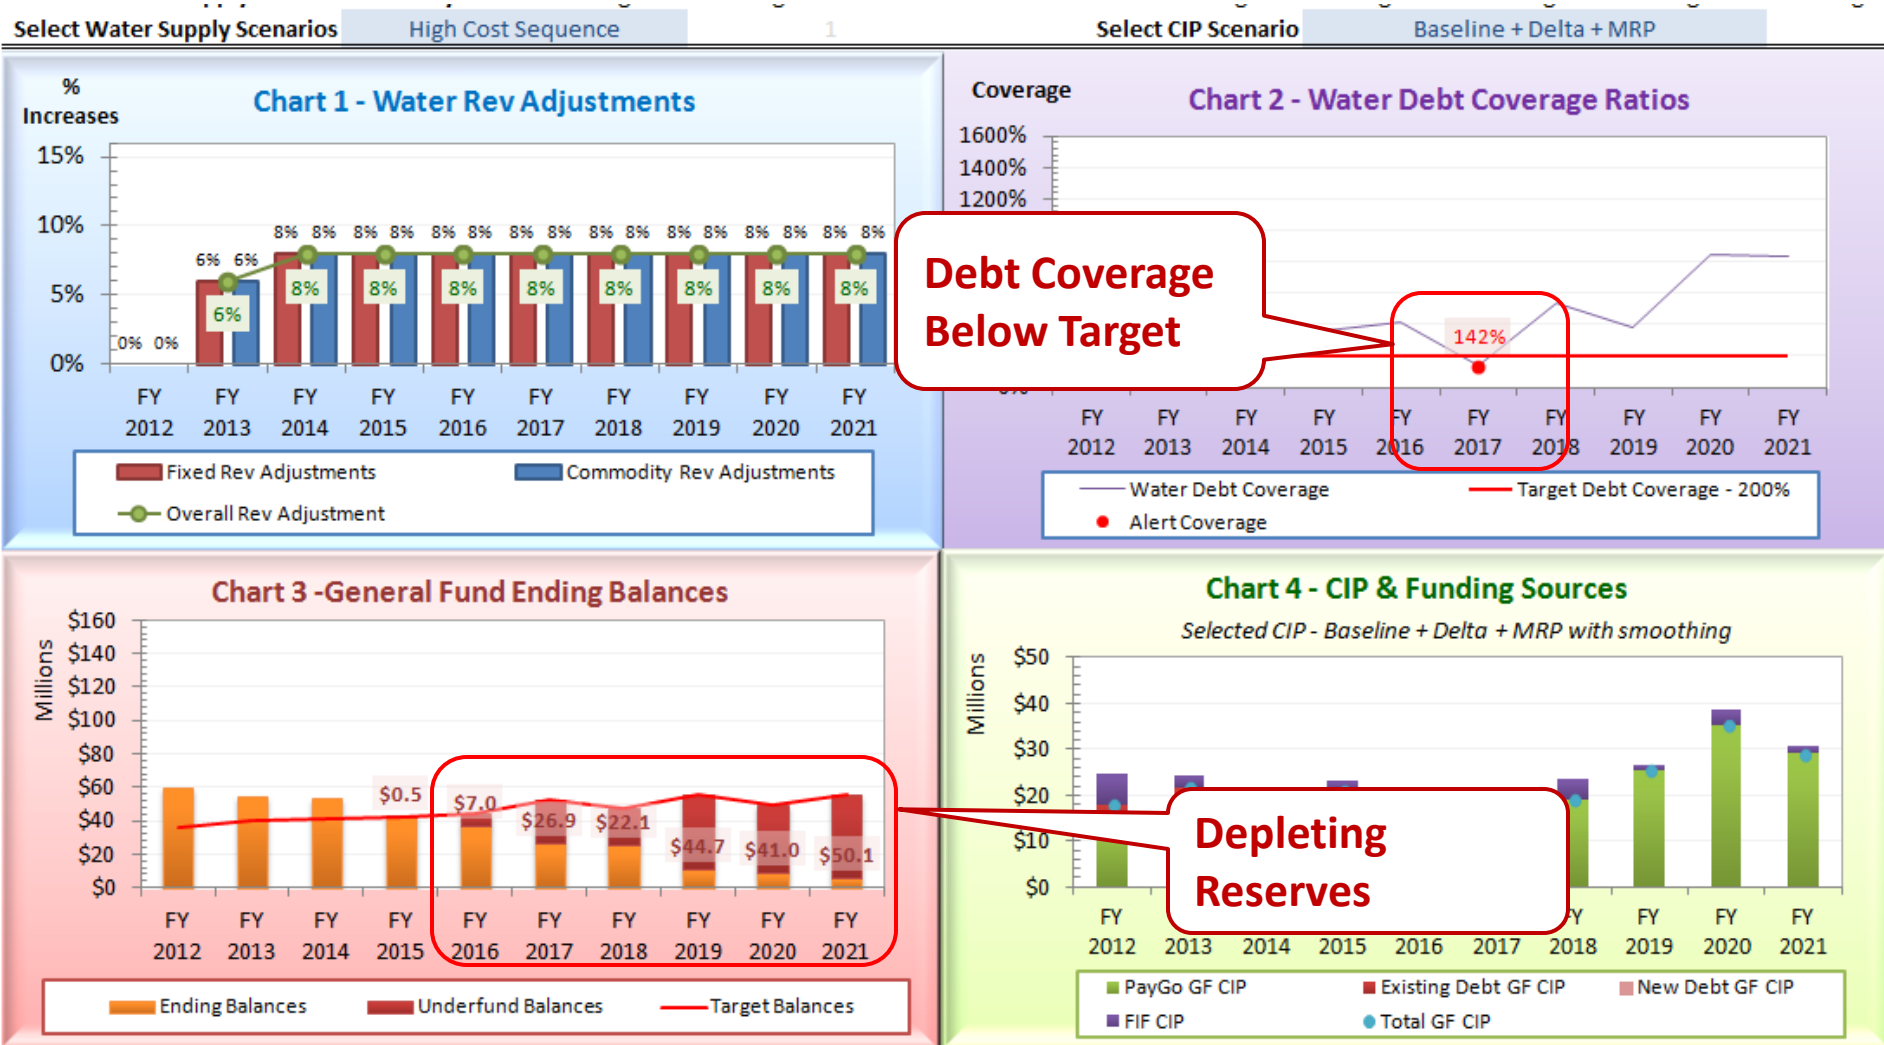 Select Water Supply Scenarios High Cost Sequence 1 Select CIP Scenario Baseline + Delta + MRP
% Increases
Chart 1 - Water Rev Adjustments
15%
10%
5%
0%
0% 0%
6% 6%
8% 8% 8% 8% 8% 8% 8% 8% 8% 8% 8% 8% 8% 8% 8% 8%
6%
8% 8% 8% 8% 8% 8% 8% 8%
FY FY FY FY FY FY FY FY FY FY
2012 2013 2014 2015 2016 2017 2018 2019 2020 2021
Fixed Rev Adjustments Commodity Rev Adjustments
Overall Rev Adjustment
Coverage
Chart 2 - Water Debt Coverage Ratios
1600%
1400%
1200%
Debt Coverage
Below Target
142%
FY FY FY FY FY FY FY FY FY FY
2012 2013 2014 2015 2016 2017 2018 2019 2020 2021
Water Debt Coverage Target Debt Coverage - 200%
Alert Coverage
Chart 3 -General Fund Ending Balances
Millions
$160
$140
$120
$100
$80
$60
$40
$20
$0
$0.5 $7.0 $26.9 $22.1 $44.7 $41.0 $50.1
FY FY FY FY FY FY FY FY FY FY
2012 2013 2014 2015 2016 2017 2018 2019 2020 2021
Ending Balances Underfund Balances Target Balances
Chart 4 - CIP & Funding Sources
Selected CIP - Baseline + Delta + MRP with smoothing
Millions
$50
$40
$30
$20
$10
$0
Depleting
Reserves
FY FY FY FY FY
2012 2013 2014 2015 2016 2017 2018 2019 2020 2021
PayGo GF CIP Existing Debt GF CIP New Debt GF CIP
FIF CIP Total GF CIP